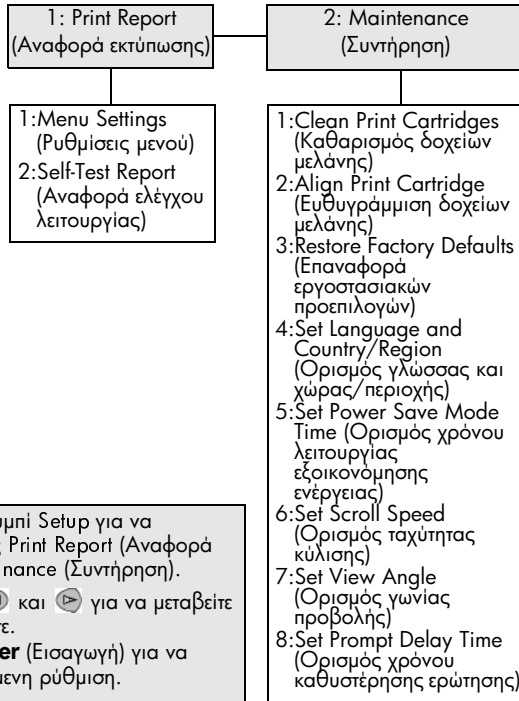 1: Print Report
(Αναφορά εκτύπωσης)
2: Maintenance
(Συντήρηση)
1:Menu Settings
(Ρυθμίσεις μενού)
2:Self-Test Report
(Αναφορά ελέγχου
λειτουργίας)
1:Clean Print Cartridges
(Καθαρισμός δοχείων
μελάνης)
2:Align Print Cartridge
(Ευθυγράμμιση δοχείων
μελάνης)
3:Restore Factory Defaults
(Επαναφορά
εργοστασιακών
προεπιλογών)
4:Set Language and
Country/Region
(Ορισμός γλώσσας και
χώρας/περιοχής)
5:Set Power Save Mode
Time (Ορισμός χρόνου
λειτουργίας
εξοικονόμησης
ενέργειας)
6:Set Scroll Speed
(Ορισμός ταχύτητας
κύλισης)
7:Set View Angle
(Ορισμός γωνίας
προβολής)
8:Set Prompt Delay Time
(Ορισμός χρόνου
καθυστέρησης ερώτησης)
υμπί Setup για να
Print Report (Αναφορά
nance (Συντήρηση).
και για να μεταβείτε
τε.
er (Εισαγωγή) για να
μενη ρύθμιση.